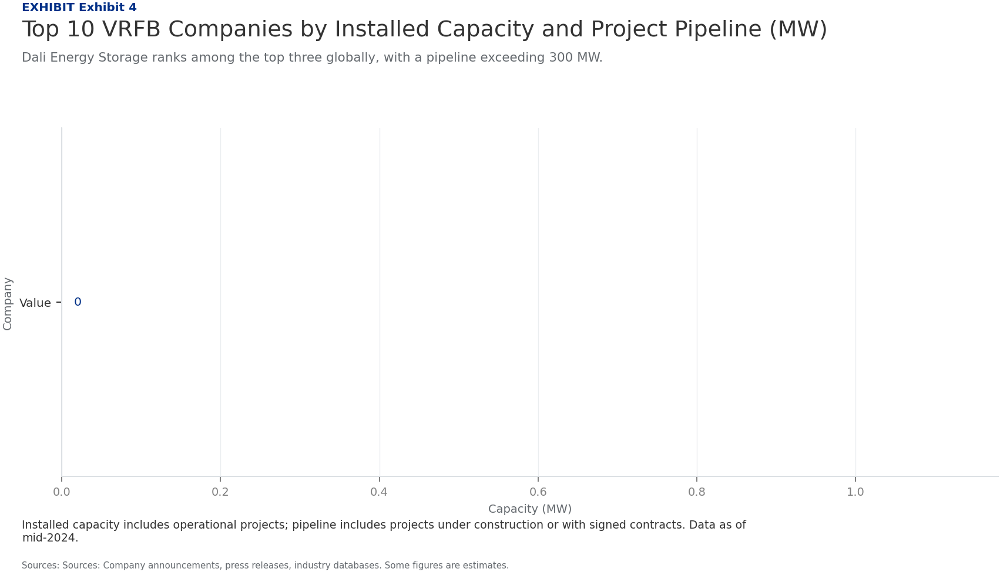 EXHIBIT Exhibit 4
Top 10 VRFB Companies by Installed Capacity and Project Pipeline (MW)
Dali Energy Storage ranks among the top three globally, with a pipeline exceeding 300 MW.
Company
Value
0
0.0
0.2
0.4
0.6
0.8
1.0
Capacity (MW)
Installed capacity includes operational projects; pipeline includes projects under construction or with signed contracts. Data as of
mid-2024.
Sources: Sources: Company announcements, press releases, industry databases. Some figures are estimates.